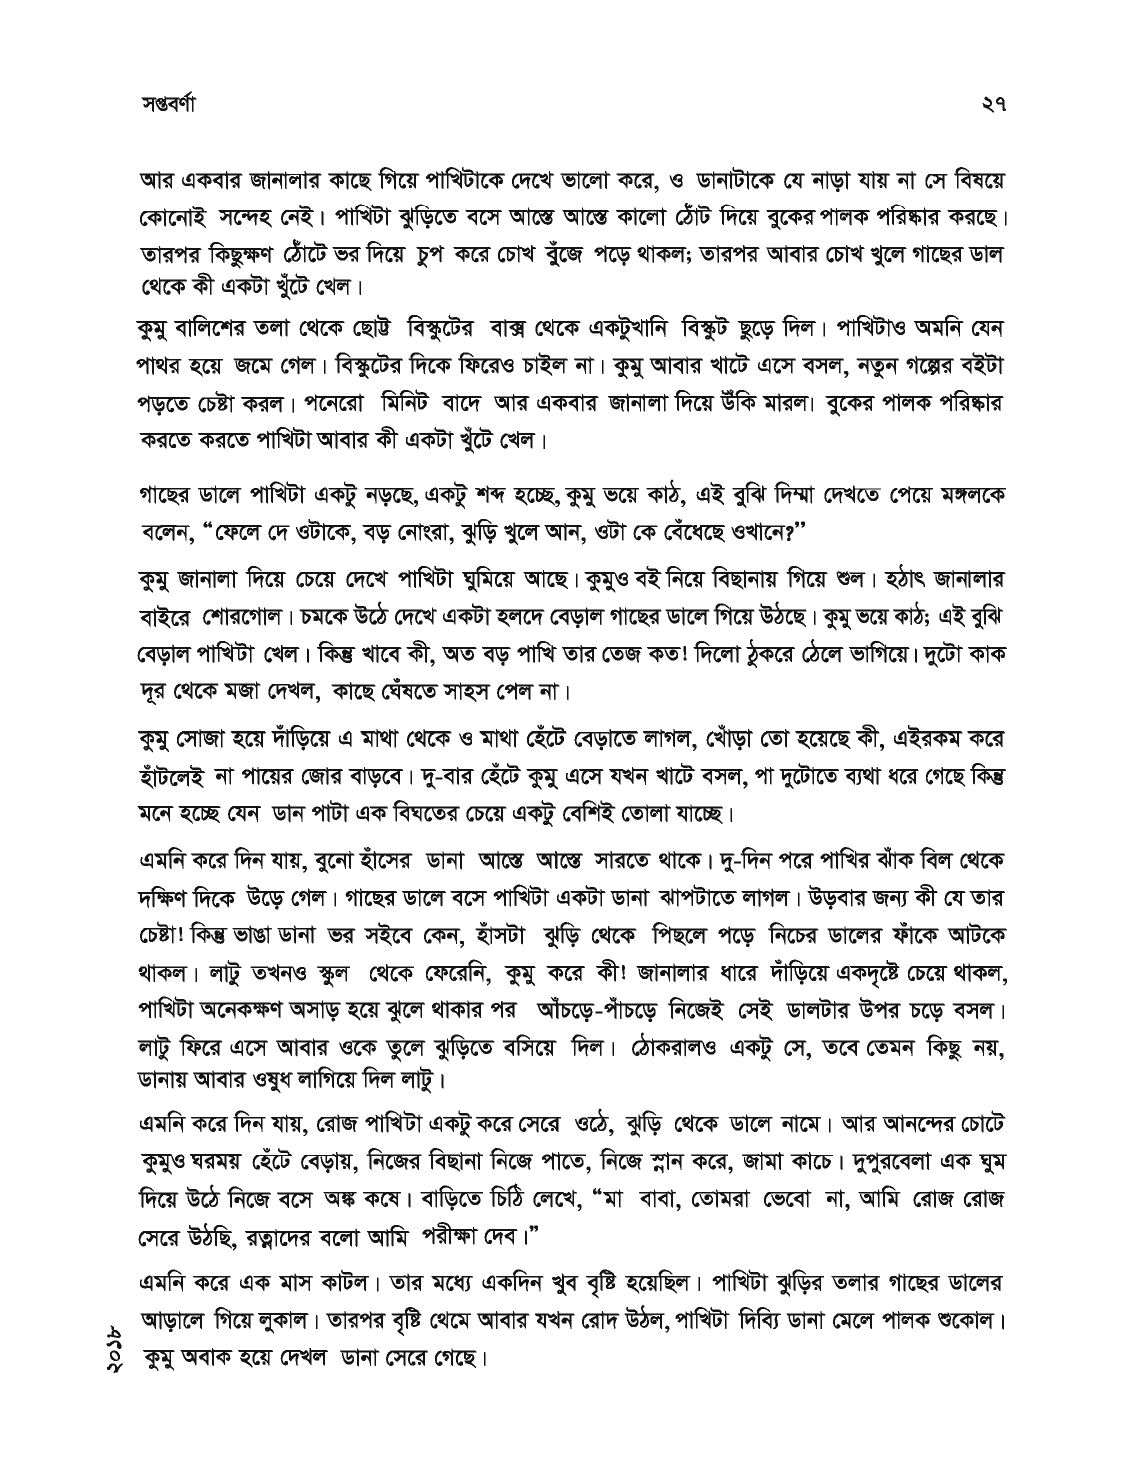 সপ্তবর্ণা ২৭
আর একবার জানালার কাছে গিয়ে পাখিটাকে দেখে ভালো করে, ও ডানাটাকে যে নাড়া যায় না সে বিষয়ে
কোনোই সন্দেহ নেই। পাখিটা ঝুড়িতে বসে আস্তে আস্তে কালো ঠোঁট দিয়ে বুকের পালক পরিষ্কার করছে।
তারপর কিছুক্ষণ ঠোঁটে ভর দিয়ে চুপ করে চোখ বুঁজে পড়ে থাকল; তারপর আবার চোখ খুলে গাছের ডাল
থেকে কী একটা খুঁটে খেল।
কুমু বালিশের তলা থেকে ছোট্ট বিস্কুটের বাক্স থেকে একটুখানি বিস্কুট ছুড়ে দিল। পাখিটাও অমনি যেন
পাথর হয়ে জমে গেল। বিস্কুটের দিকে ফিরেও চাইল না। কুমু আবার খাটে এসে বসল, নতুন গল্পের বইটা
পড়তে চেষ্টা করল। পনেরো মিনিট বাদে আর একবার জানালা দিয়ে উঁকি মারল। বুকের পালক পরিষ্কার
করতে করতে পাখিটা আবার কী একটা খুঁটে খেল।
গাছের ডালে পাখিটা একটু নড়ছে, একটু শব্দ হচ্ছে, কুমু ভয়ে কাঠ, এই বুঝি দিম্মা দেখতে পেয়ে মঙ্গলকে
বলেন, “ফেলে দে ওটাকে, বড় নোংরা, ঝুড়ি খুলে আন, ওটা কে বেঁধেছে ওখানে?’’
কুমু জানালা দিয়ে চেয়ে দেখে পাখিটা ঘুমিয়ে আছে। কুমুও বই নিয়ে বিছানায় গিয়ে শুল। হঠাৎ জানালার
বাইরে শোরগোল। চমকে উঠে দেখে একটা হলদে বেড়াল গাছের ডালে গিয়ে উঠছে। কুমু ভয়ে কাঠ; এই বুঝি
বেড়াল পাখিটা খেল। কিন্তু খাবে কী, অত বড় পাখি তার তেজ কত! দিলো ঠুকরে ঠেলে ভাগিয়ে। দুটো কাক
দূর থেকে মজা দেখল, কাছে ঘেঁষতে সাহস পেল না।
কুমু সোজা হয়ে দাঁড়িয়ে এ মাথা থেকে ও মাথা হেঁটে বেড়াতে লাগল, খোঁড়া তো হয়েছে কী, এইরকম করে
হাঁটলেই না পায়ের জোর বাড়বে। দু-বার হেঁটে কুমু এসে যখন খাটে বসল, পা দুটোতে ব্যথা ধরে গেছে কিন্তু
মনে হচ্ছে যেন ডান পাটা এক বিঘতের চেয়ে একটু বেশিই তোলা যাচ্ছে।
এমনি করে দিন যায়, বুনো হাঁসের ডানা আস্তে আস্তে সারতে থাকে। দু-দিন পরে পাখির ঝাঁক বিল থেকে
দক্ষিণ দিকে উড়ে গেল। গাছের ডালে বসে পাখিটা একটা ডানা ঝাপটাতে লাগল। উড়বার জন্য কী যে তার
চেষ্টা! কিন্তু ভাঙা ডানা ভর সইবে কেন, হাঁসটা ঝুড়ি থেকে পিছলে পড়ে নিচের ডালের ফাঁকে আটকে
থাকল। লাটু তখনও স্কুল থেকে ফেরেনি, কুমু করে কী! জানালার ধারে দাঁড়িয়ে একদৃষ্টে চেয়ে থাকল,
পাখিটা অনেকক্ষণ অসাড় হয়ে ঝুলে থাকার পর আঁচড়ে-পাঁচড়ে নিজেই সেই ডালটার উপর চড়ে বসল।
লাটু ফিরে এসে আবার ওকে তুলে ঝুড়িতে বসিয়ে দিল। ঠোকরালও একটু সে, তবে তেমন কিছু নয়,
ডানায় আবার ওষুধ লাগিয়ে দিল লাটু।
এমনি করে দিন যায়, রোজ পাখিটা একটু করে সেরে ওঠে, ঝুড়ি থেকে ডালে নামে। আর আনন্দের চোটে
কুমুও ঘরময় হেঁটে বেড়ায়, নিজের বিছানা নিজে পাতে, নিজে স্নান করে, জামা কাচে। দুপুরবেলা এক ঘুম
দিয়ে উঠে নিজে বসে অঙ্ক কষে। বাড়িতে চিঠি লেখে, “মা বাবা, তোমরা ভেবো না, আমি রোজ রোজ
সেরে উঠছি, রত্নাদের বলো আমি পরীক্ষা দেব।”
এমনি করে এক মাস কাটল। তার মধ্যে একদিন খুব বৃষ্টি হয়েছিল। পাখিটা ঝুড়ির তলার গাছের ডালের
আড়ালে গিয়ে লুকাল। তারপর বৃষ্টি থেমে আবার যখন রোদ উঠল, পাখিটা দিব্যি ডানা মেলে পালক শুকোল।
কুমু অবাক হয়ে দেখল ডানা সেরে গেছে।
২০১৮